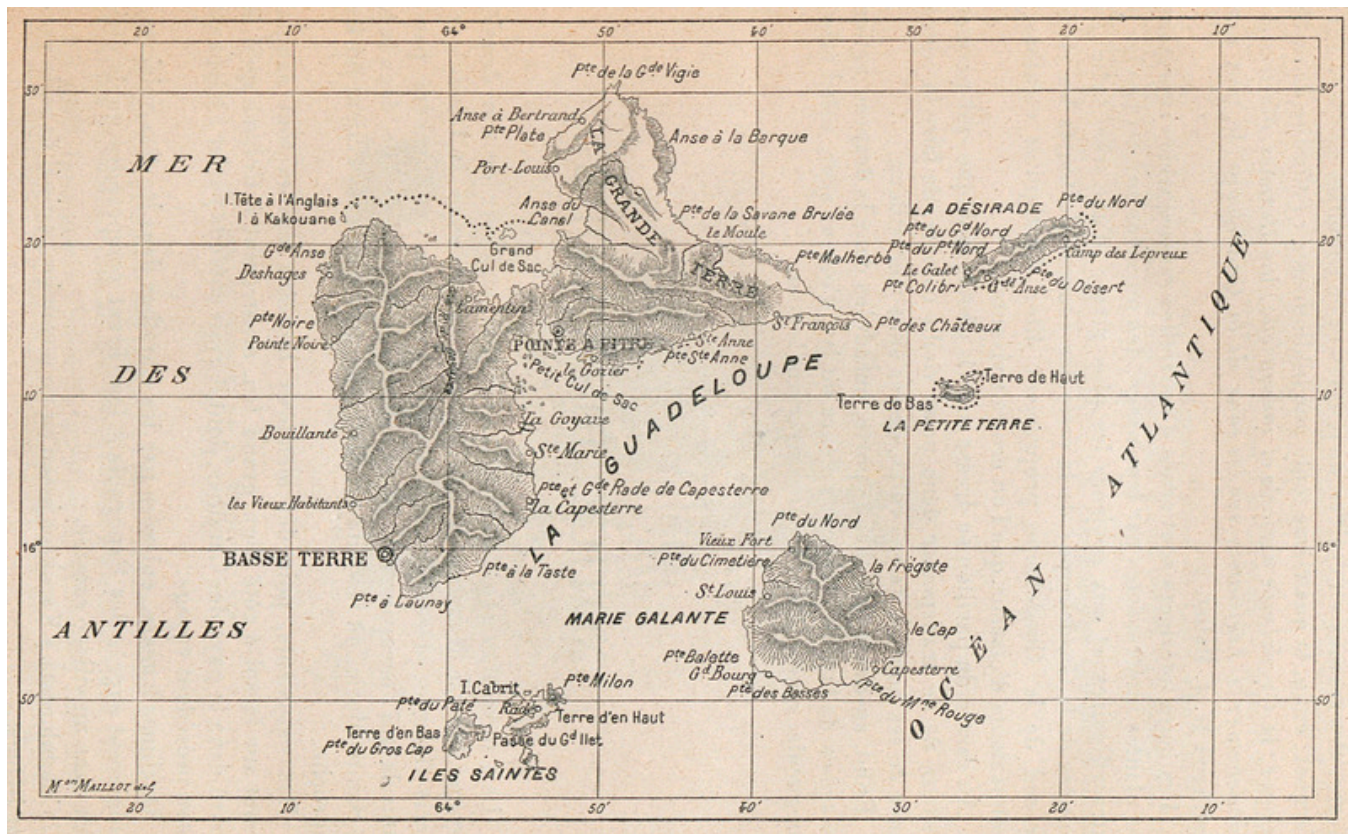 20′ 10′ 64° 50′ 40′ 30′ 20′ 10′
Pte de la Gde Vigie
50′ 50′
Anse à Bertrand
Pte Plate
Anse à la Barque
LA GRANDE TERRE
MER
Port-Louis
I. Tête à l'Anglais
I. à Kakouane
Anse du Canal
Pte de la Savane Brulée
le Moule
LA DÉSIRADE
Pte du Nord
Pte du Gd Nord
Pte du Pt Nord
20′ 20′
Gde Anse
Deshages
Grand Cul de Sac
Pte Malherbe
Camp des Lépreux
Le Galet
Pte Colibri
Gde Anse
Pte du Désert
Lamentin
Pte Noire
Pointe Noire
POINTE A PITRE
St François
Pte des Châteaux
Ste Anne
Pte Ste Anne
le Gozier
Petit Cul de Sac
DES
10′ 10′
Terre de Haut
Terre de Bas
LA PETITE TERRE
LA GUADELOUPE
La Goyave
Bouillante
Ste Marie
Pte et Gde Rade de Capesterre
la Capesterre
les Vieux Habitants
OCÉAN ATLANTIQUE
Pte du Nord
Vieux Fort
16° 16°
BASSE TERRE
Pte à la Taste
Pte à Launay
Pte du Cimetière
la Frégste
St Louis
MARIE GALANTE
ANTILLES
le Cap
Pte Balette
Gd Bourg
Capesterre
Pte des Basses
Pte du Mne Rouge
50′ 50′
I. Cabrit
Pte Milon
Pte du Paté
Rade
Terre d'en Haut
Terre d'en Bas
Pte du Gros Cap
Passe du Gd Ilet
ILES SAINTES
Mon MAILLOT del.
20 10′ 64° 50′ 40′ 30′ 20′ 10′